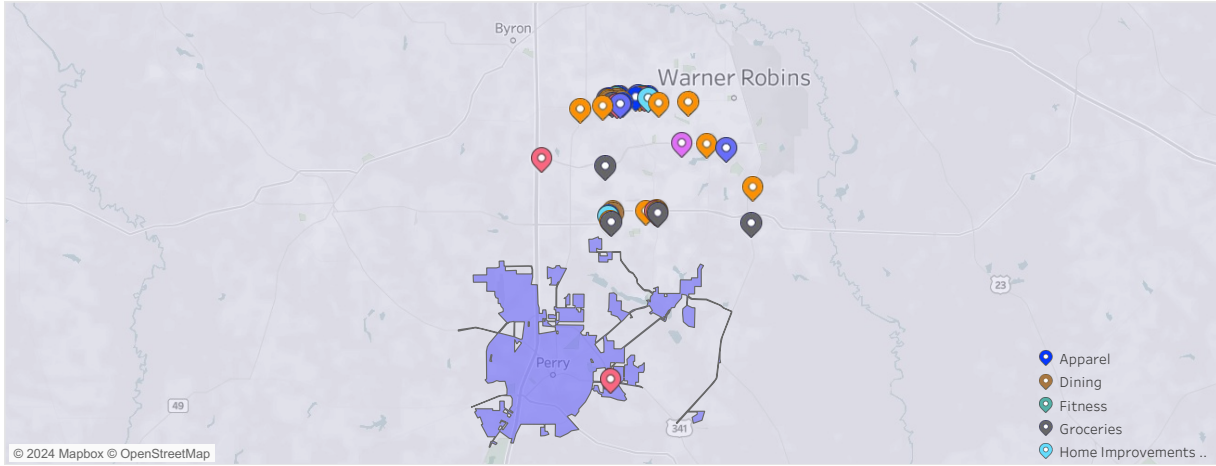 Byron
Warner Robins
23
Perry
49
341
Apparel
Dining
Fitness
Groceries
Home Improvements ..
© 2024 Mapbox © OpenStreetMap